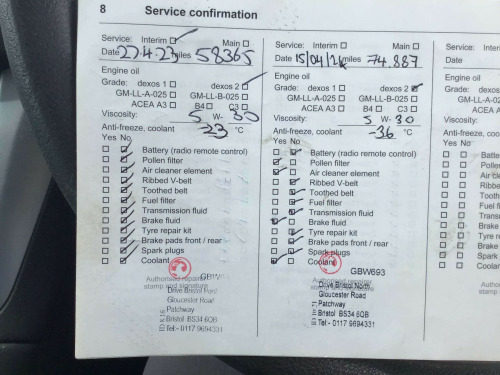 8 Service confirmation
Service: Interim Main
Date 27.4.23 miles 58365
Engine oil
Grade: dexos 1 dexos 2
GM-LL-A-025 GM-LL-B-025
ACEA A3 B4 C3
Viscosity: 5 W- 30
Anti-freeze, coolant -23 °C
Yes No
Battery (radio remote control)
Pollen filter
Air cleaner element
Ribbed V-belt
Toothed belt
Fuel filter
Transmission fluid
Brake fluid
Tyre repair kit
Brake pads front / rear
Spark plugs
Coolant
Authorised repairer
stamp and signature
Drive Bristol
Gloucester Road
Patchway
Bristol BS34 6QB
Tel:- 0117 9694331
Service: Interim Main
Date 15/04/24 miles 74.887
Engine oil
Grade: dexos 1 dexos 2
GM-LL-A-025 GM-LL-B-025
ACEA A3 B4 C3
Viscosity: 5 W- 30
Anti-freeze, coolant -36 °C
Yes No
Battery (radio remote control)
Pollen filter
Air cleaner element
Ribbed V-belt
Toothed belt
Fuel filter
Transmission fluid
Brake fluid
Tyre repair kit
Brake pads front / rear
Spark plugs
Coolant
GBW693
Drive Bristol North
Gloucester Road
Patchway
Bristol BS34 6QB
Tel:- 0117 9694331
Service: Inter
Date
Engine oil
Grade:
GM-LL-A
ACE
Viscosity:
Anti-freeze,
Yes No
Batte
Pollen
Air cle
Ribbe
Tooth
Fuel f
Trans
Brake
Tyre r
Brake
Spark
Coola